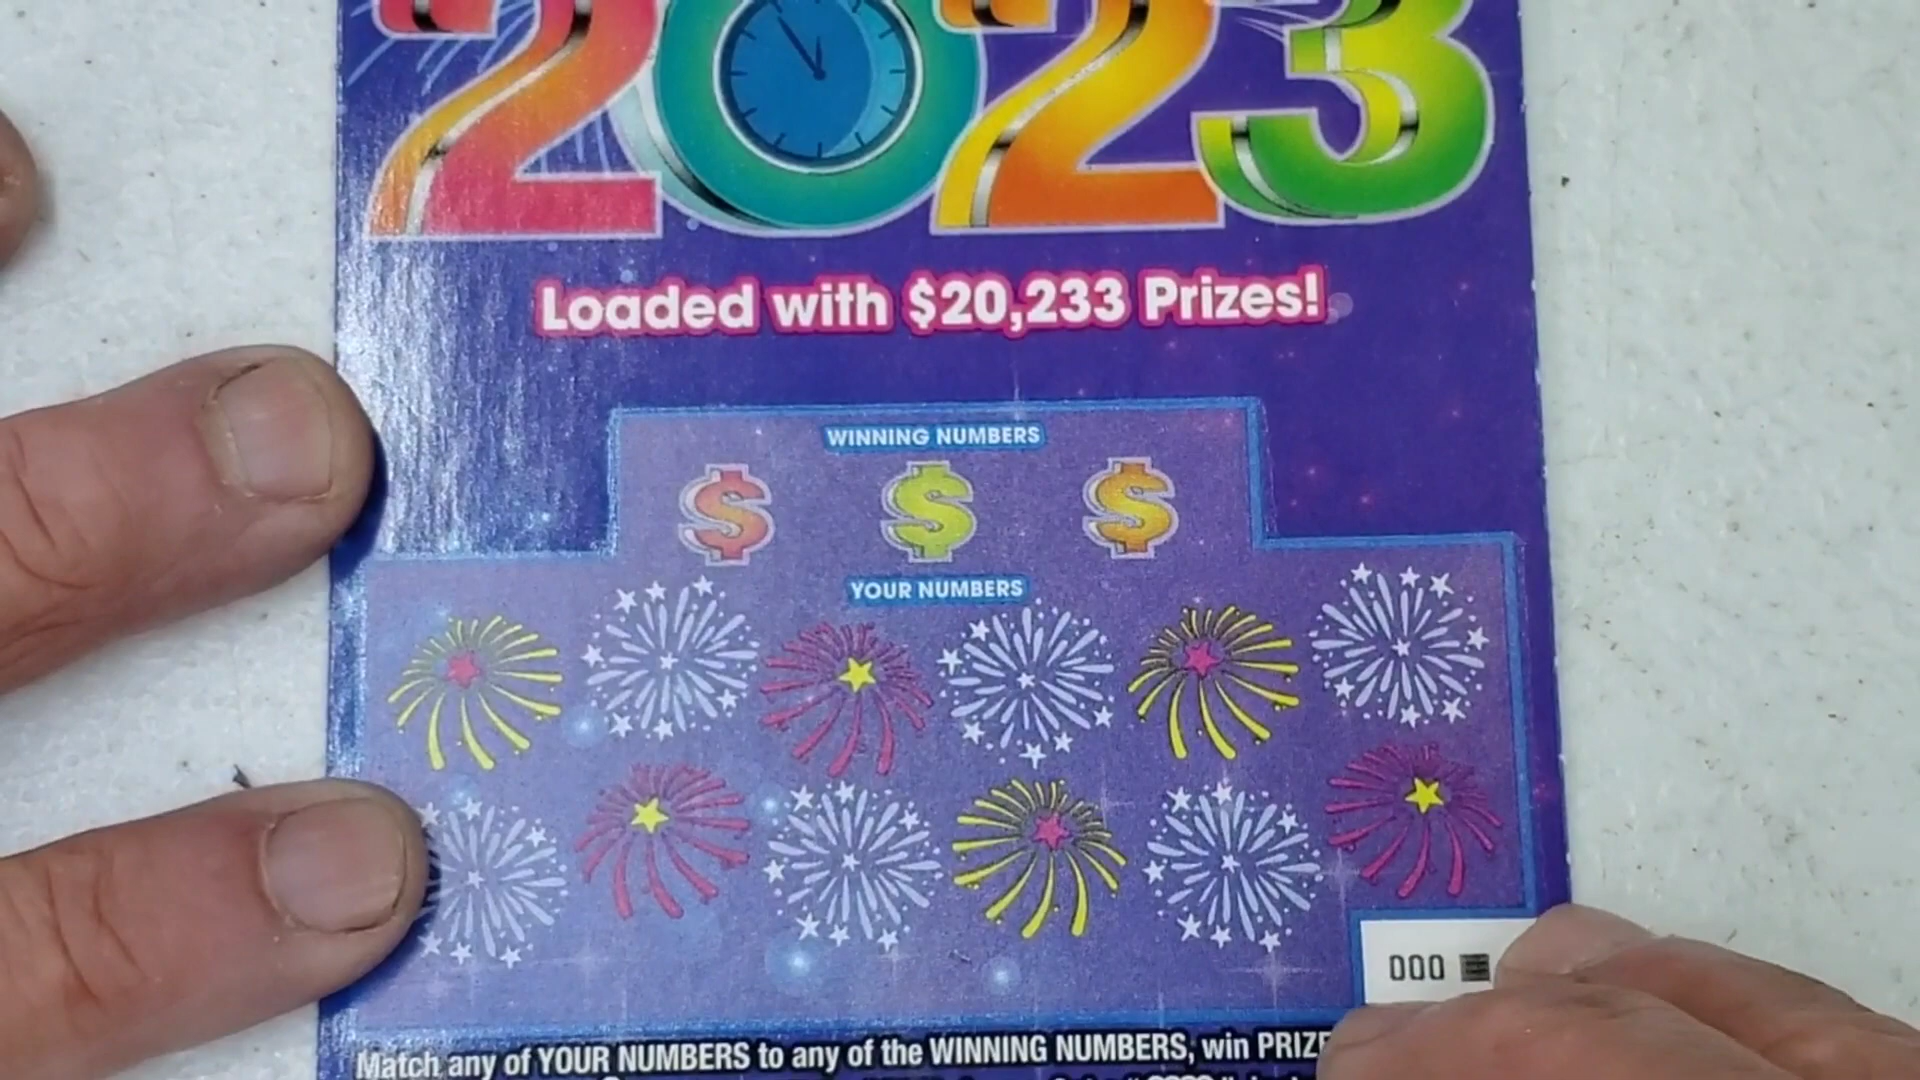 2023
Loaded with $20,233 Prizes!
WINNING NUMBERS
$ $ $
YOUR NUMBERS
000
Match any of YOUR NUMBERS to any of the WINNING NUMBERS, win